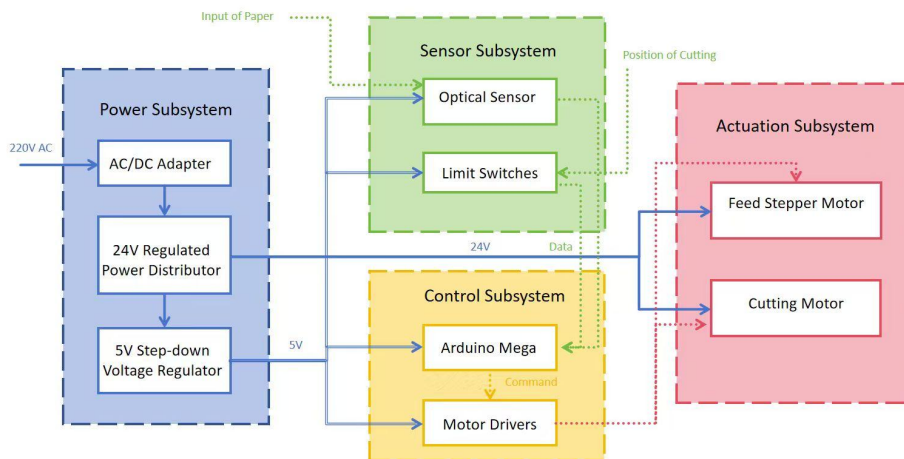 Input of Paper
Sensor Subsystem
Position of Cutting
Optical Sensor
Limit Switches
Power Subsystem
220V AC
AC/DC Adapter
24V Regulated
Power Distributor
5V Step-down
Voltage Regulator
24V
Data
5V
Control Subsystem
Arduino Mega
Command
Motor Drivers
Actuation Subsystem
Feed Stepper Motor
Cutting Motor